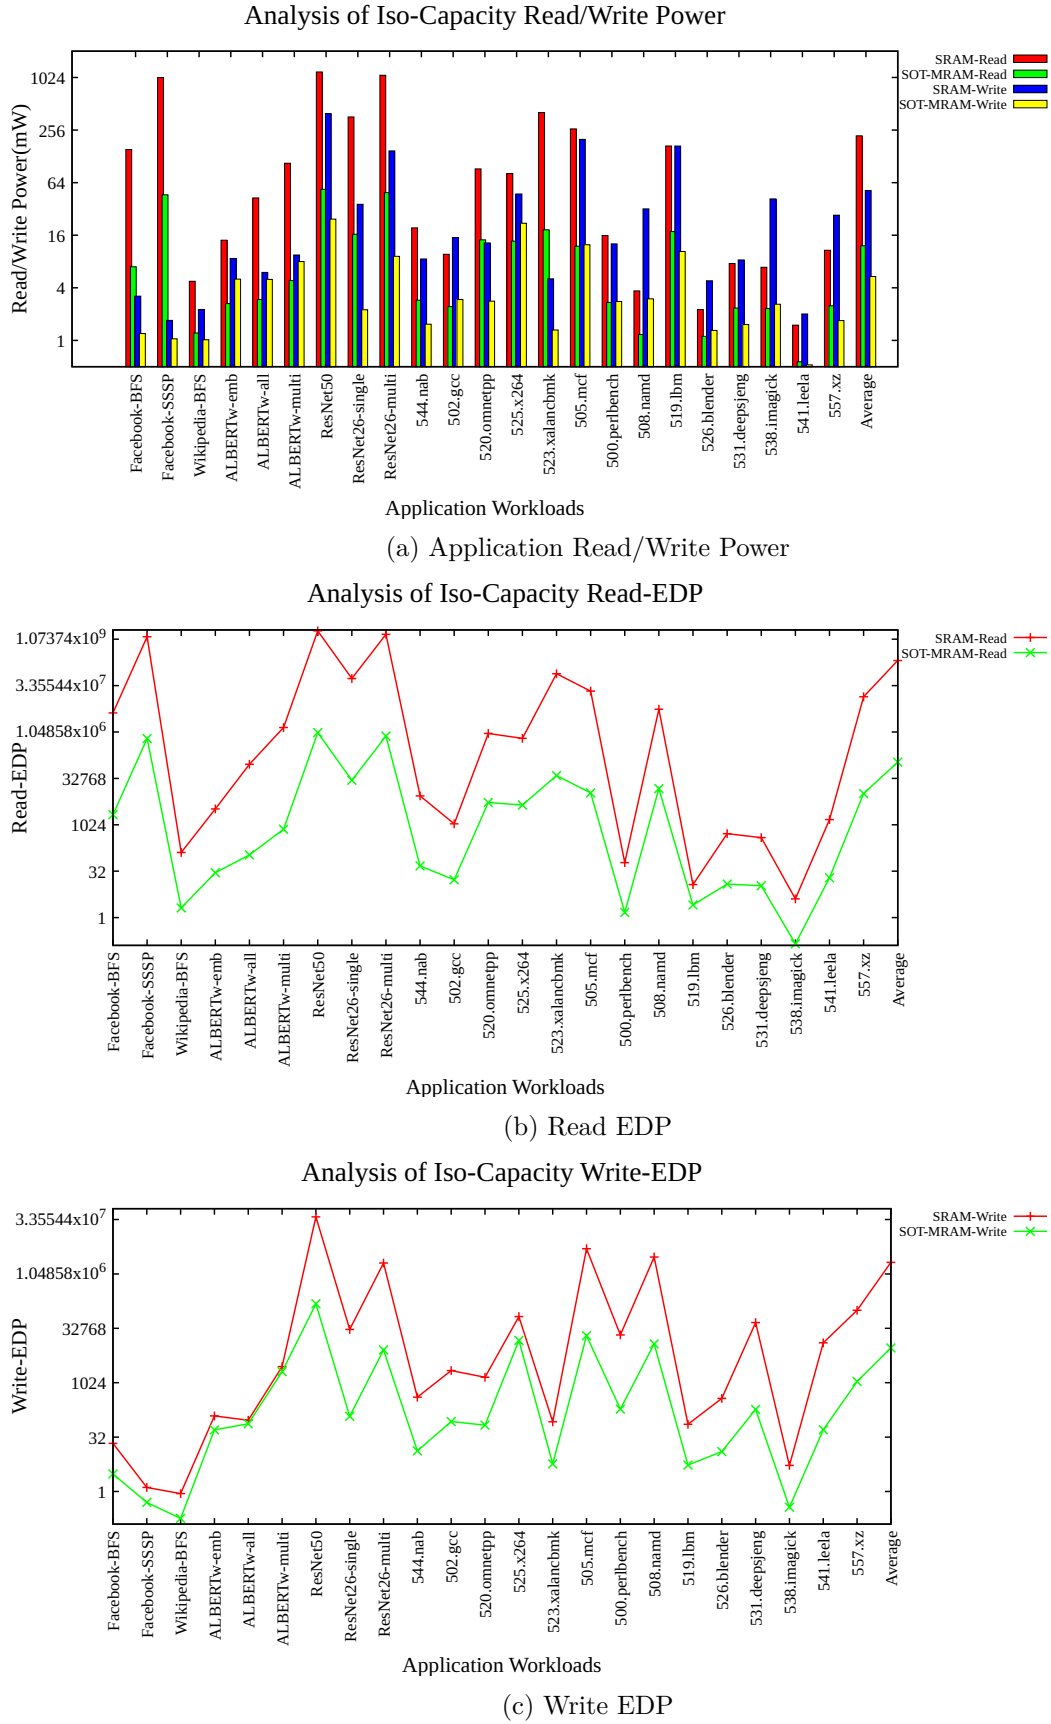 Analysis of Iso-Capacity Read/Write Power
SRAM-Read
SOT-MRAM-Read
SRAM-Write
SOT-MRAM-Write
Read/Write Power(mW)
1024
256
64
16
4
1
Facebook-BFS
Facebook-SSSP
Wikipedia-BFS
ALBERTw-emb
ALBERTw-all
ALBERTw-multi
ResNet50
ResNet26-single
ResNet26-multi
544.nab
502.gcc
520.omnetpp
525.x264
523.xalancbmk
505.mcf
500.perlbench
508.namd
519.lbm
526.blender
531.deepsjeng
538.imagick
541.leela
557.xz
Average
Application Workloads
(a) Application Read/Write Power
Analysis of Iso-Capacity Read-EDP
SRAM-Read
SOT-MRAM-Read
Read-EDP
1.07374x10⁹
3.35544x10⁷
1.04858x10⁶
32768
1024
32
1
Facebook-BFS
Facebook-SSSP
Wikipedia-BFS
ALBERTw-emb
ALBERTw-all
ALBERTw-multi
ResNet50
ResNet26-single
ResNet26-multi
544.nab
502.gcc
520.omnetpp
525.x264
523.xalancbmk
505.mcf
500.perlbench
508.namd
519.lbm
526.blender
531.deepsjeng
538.imagick
541.leela
557.xz
Average
Application Workloads
(b) Read EDP
Analysis of Iso-Capacity Write-EDP
SRAM-Write
SOT-MRAM-Write
Write-EDP
3.35544x10⁷
1.04858x10⁶
32768
1024
32
1
Facebook-BFS
Facebook-SSSP
Wikipedia-BFS
ALBERTw-emb
ALBERTw-all
ALBERTw-multi
ResNet50
ResNet26-single
ResNet26-multi
544.nab
502.gcc
520.omnetpp
525.x264
523.xalancbmk
505.mcf
500.perlbench
508.namd
519.lbm
526.blender
531.deepsjeng
538.imagick
541.leela
557.xz
Average
Application Workloads
(c) Write EDP